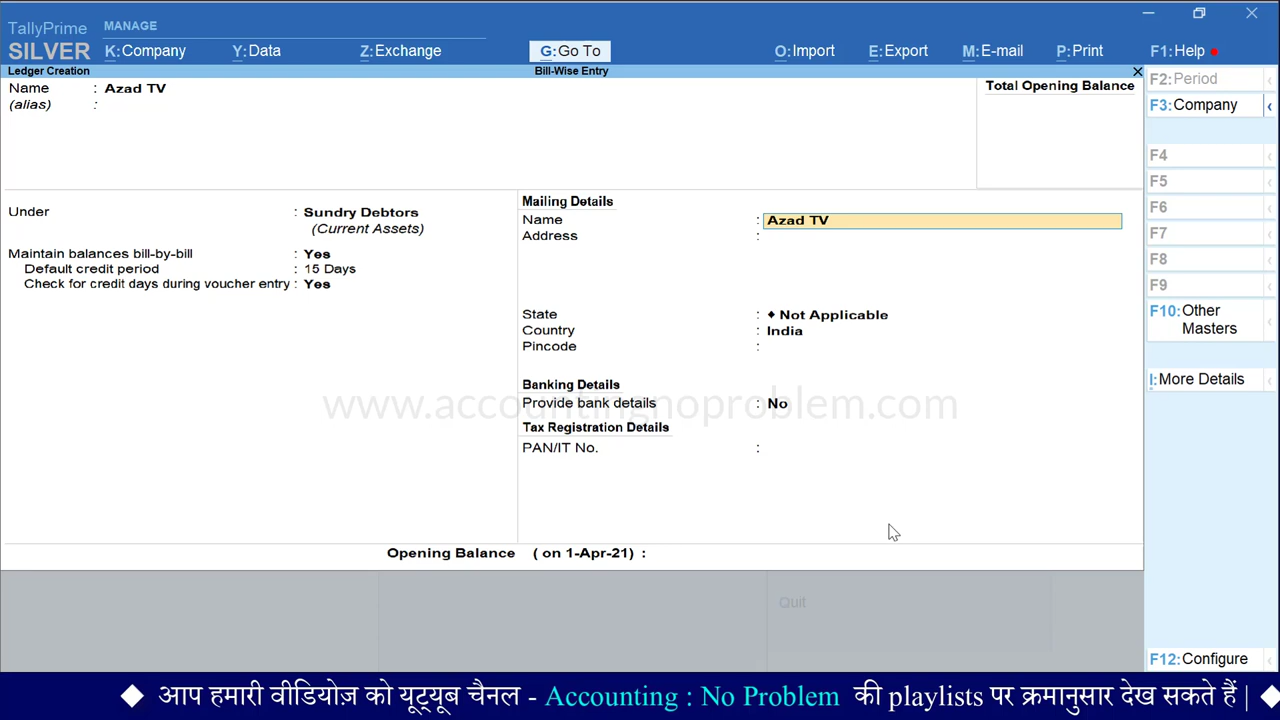 TallyPrime MANAGE
SILVER K:Company Y:Data Z:Exchange G:Go To O:Import E:Export M:E-mail P:Print F1:Help
Ledger Creation Bill-Wise Entry
Name : Azad TV
(alias) :
Total Opening Balance
Under : Sundry Debtors
(Current Assets)
Maintain balances bill-by-bill : Yes
Default credit period : 15 Days
Check for credit days during voucher entry : Yes
Mailing Details
Name : Azad TV
Address :
State : ♦ Not Applicable
Country : India
Pincode :
Banking Details
Provide bank details : No
Tax Registration Details
PAN/IT No. :
www.accountingnoproblem.com
Opening Balance ( on 1-Apr-21) :
Quit
F2:Period
F3:Company
F4
F5
F6
F7
F8
F9
F10:Other
Masters
I:More Details
F12:Configure
◆ आप हमारी वीडियोज़ को यूट्यूब चैनल - Accounting : No Problem की playlists पर क्रमानुसार देख सकते हैं | ◆